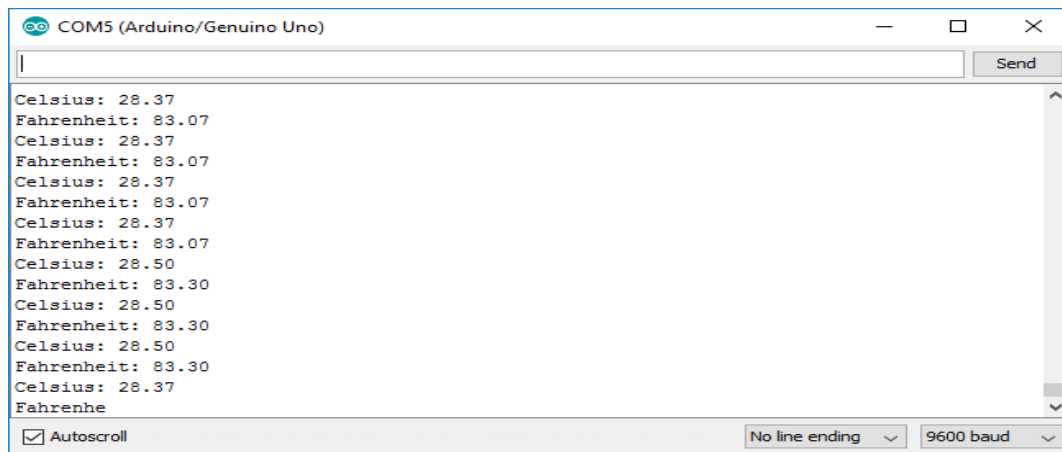 COM5 (Arduino/Genuino Uno)
Send
Celsius: 28.37
Fahrenheit: 83.07
Celsius: 28.37
Fahrenheit: 83.07
Celsius: 28.37
Fahrenheit: 83.07
Celsius: 28.37
Fahrenheit: 83.07
Celsius: 28.50
Fahrenheit: 83.30
Celsius: 28.50
Fahrenheit: 83.30
Celsius: 28.50
Fahrenheit: 83.30
Celsius: 28.37
Fahrenhe
Autoscroll No line ending 9600 baud